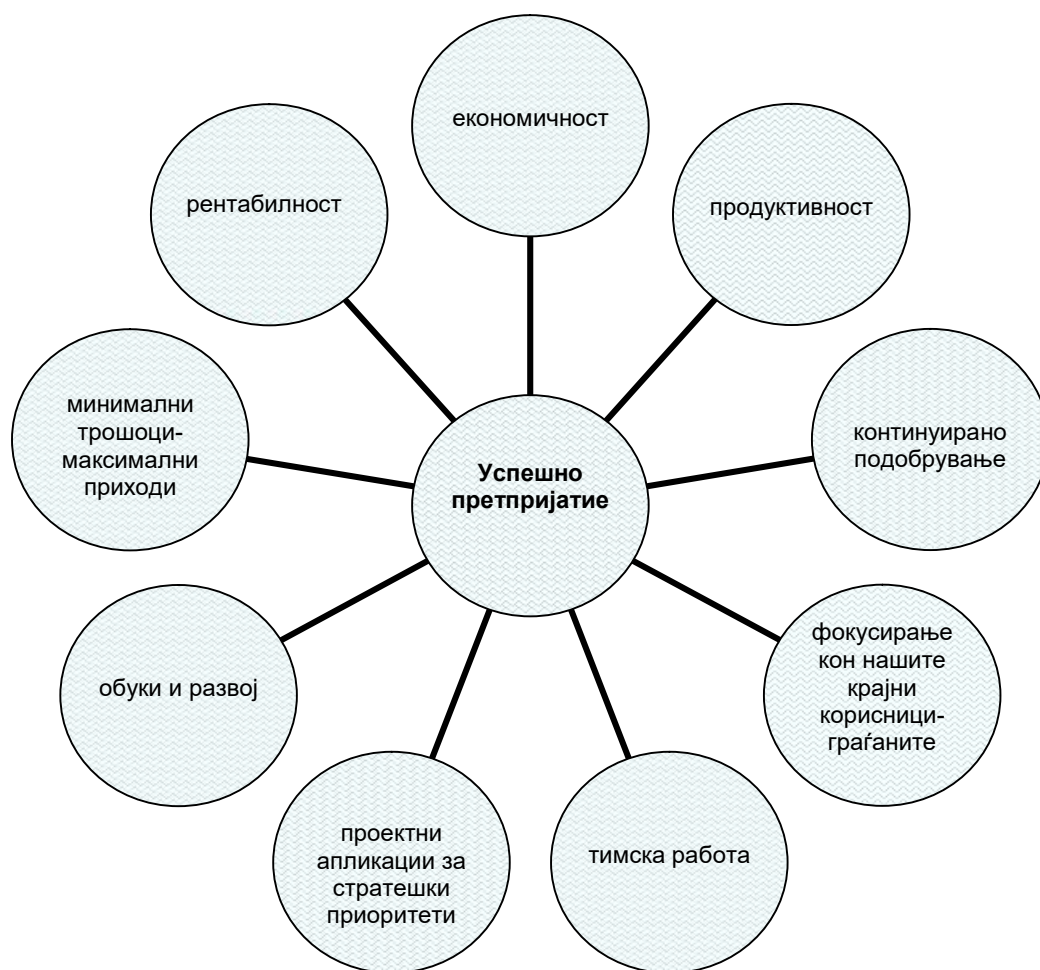 економичност
рентабилност
продуктивност
минимални
трошоци-
максимални
приходи
континуирано
подобрување
Успешно
претпријатие
обуки и развој
фокусирање
кон нашите
крајни
корисници-
граѓаните
проектни
апликации за
стратешки
приоритети
тимска работа